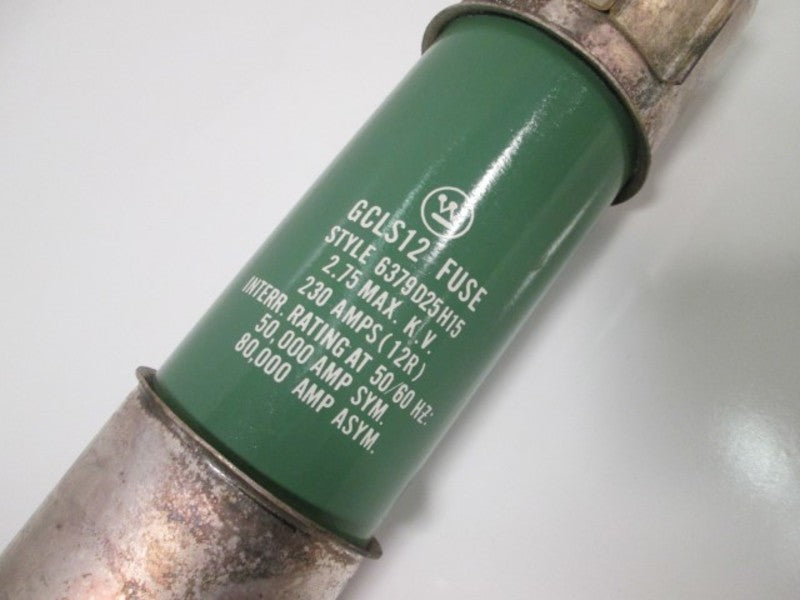 W
GCLS12 FUSE
STYLE 6379D25H15
2.75 MAX. K.V.
230 AMPS (12R)
INTERR. RATING AT 50/60 HZ:
50,000 AMP SYM.
80,000 AMP ASYM.